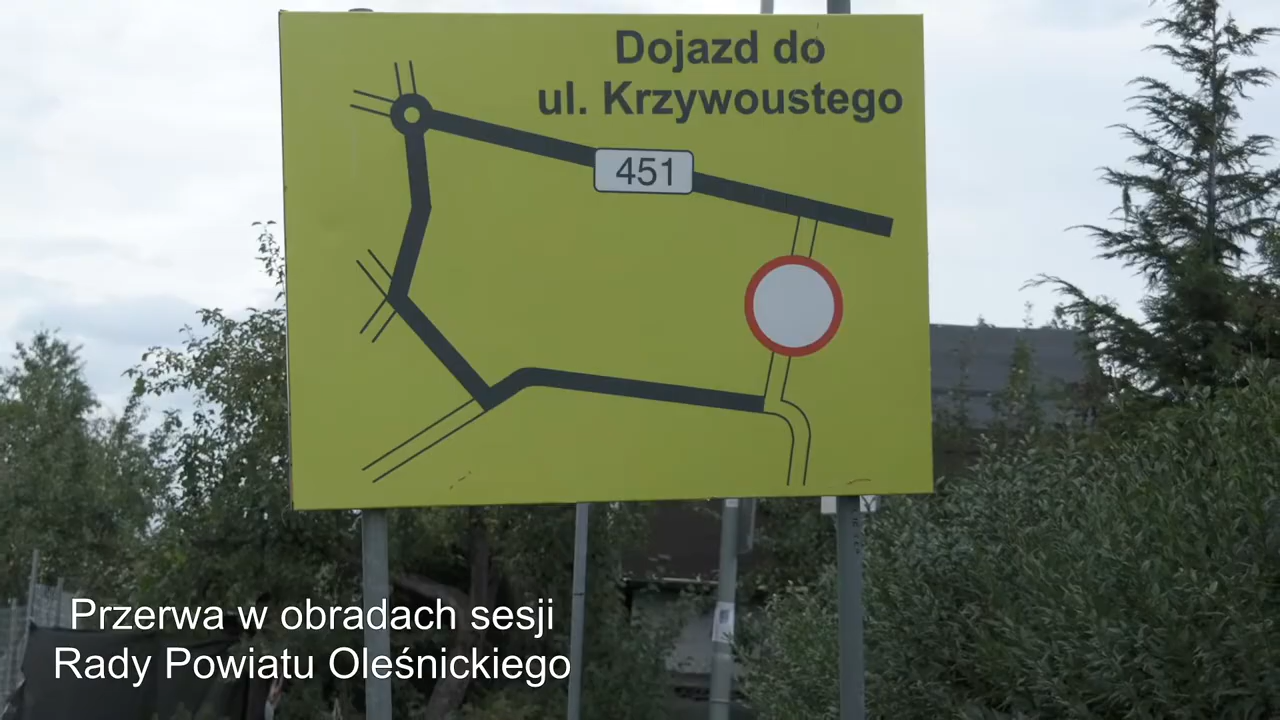 Dojazd do
ul. Krzywoustego
451
Przerwa w obradach sesji
Rady Powiatu Oleśnickiego